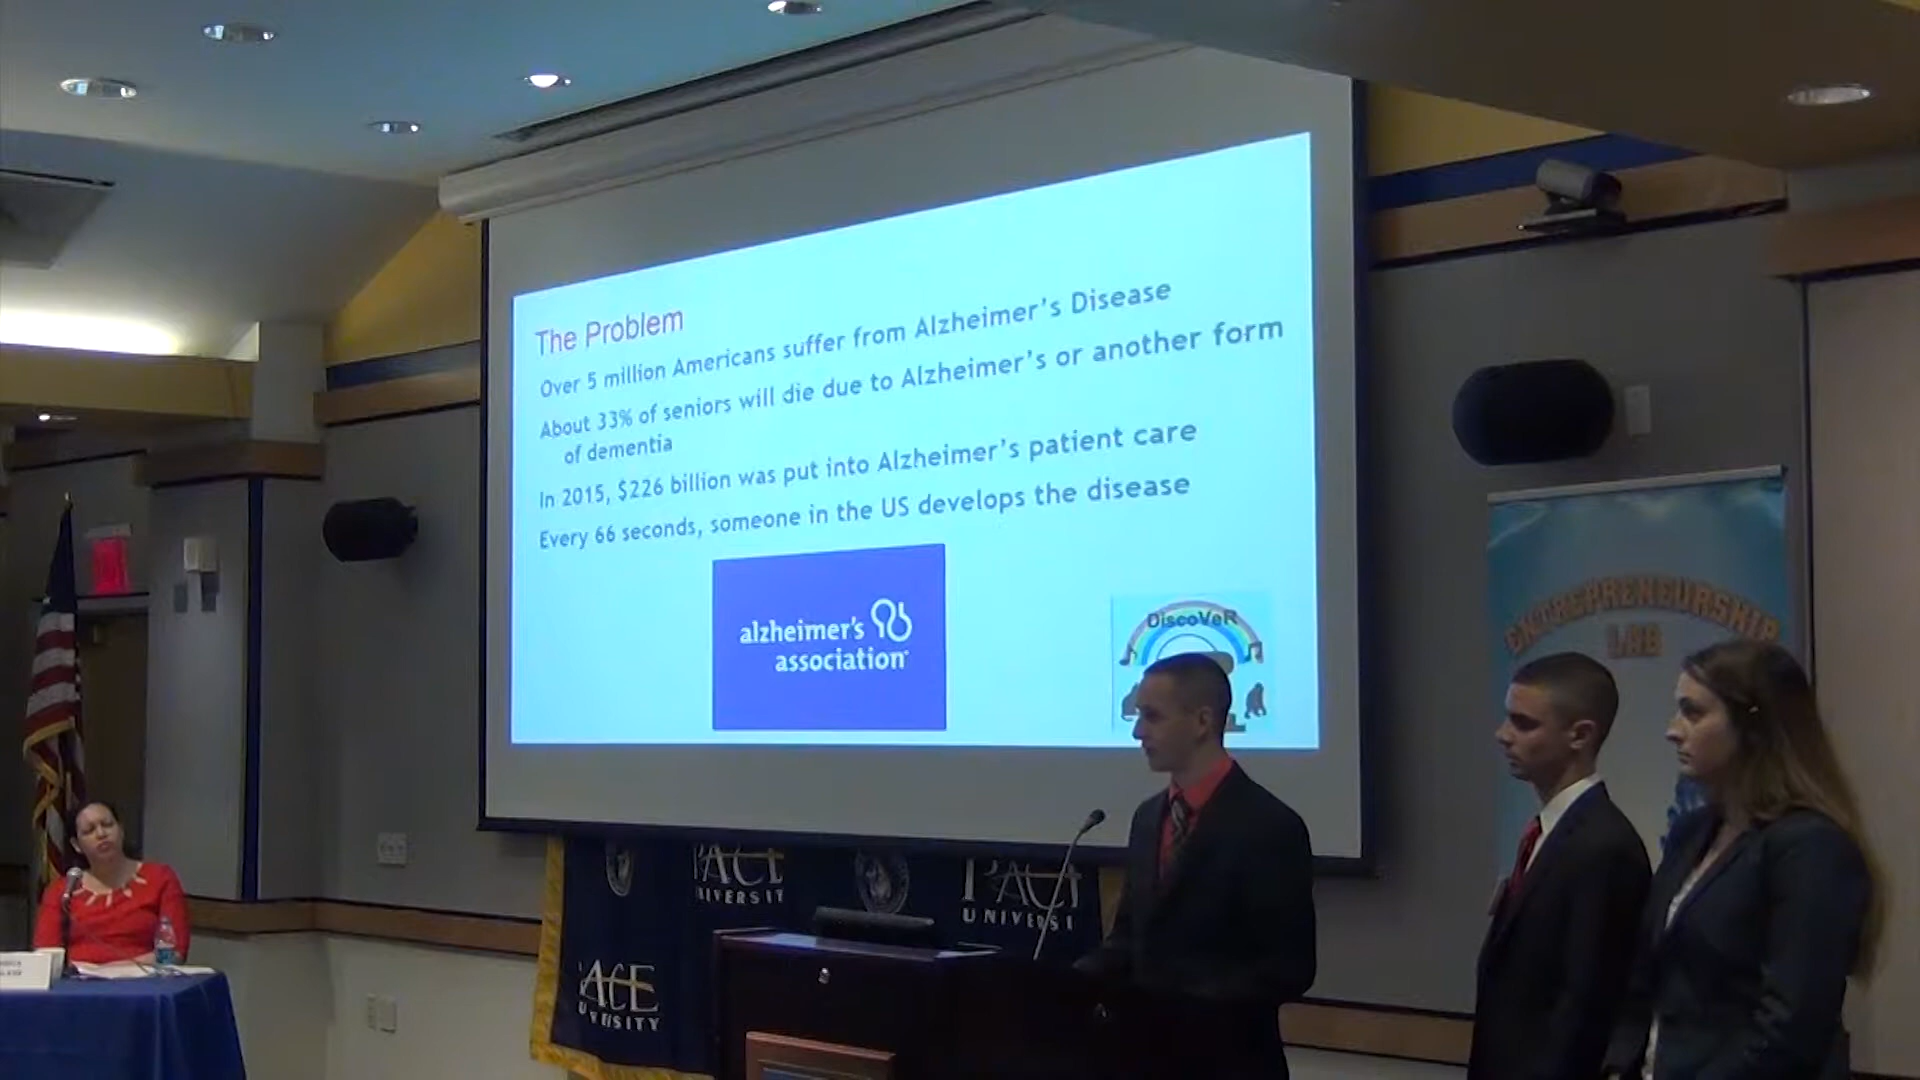 The Problem
Over 5 million Americans suffer from Alzheimer's Disease
About 33% of seniors will die due to Alzheimer's or another form
of dementia
In 2015, $226 billion was put into Alzheimer's patient care
Every 66 seconds, someone in the US develops the disease
alzheimer's
association
DiscoVeR
ENTREPRENEURSHIP
LAB
PACE
UNIVERSITY
PACE
UNIVERSITY
PACE
UNIVERSITY